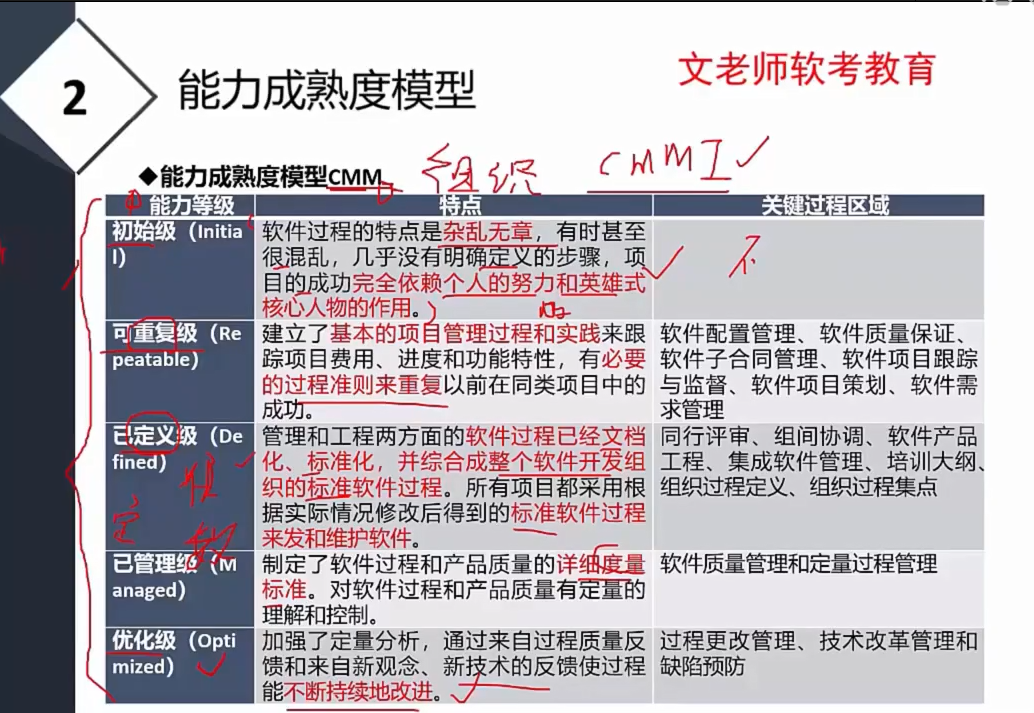 2
能力成熟度模型
文老师软考教育
◆能力成熟度模型CMM
组织
CMMI
能力等级
特点
关键过程区域
初始级（Initia
l）
软件过程的特点是杂乱无章，有时甚至
很混乱，几乎没有明确定义的步骤，项
目的成功完全依赖个人的努力和英雄式
核心人物的作用。
不
可重复级（Re
peatable）
建立了基本的项目管理过程和实践来跟
踪项目费用、进度和功能特性，有必要
的过程准则来重复以前在同类项目中的
成功。
软件配置管理、软件质量保证、
软件子合同管理、软件项目跟踪
与监督、软件项目策划、软件需
求管理
已定义级（De
fined）
管理和工程两方面的软件过程已经文档
化、标准化，并综合成整个软件开发组
织的标准软件过程。所有项目都采用根
据实际情况修改后得到的标准软件过程
来发和维护软件。
同行评审、组间协调、软件产品
工程、集成软件管理、培训大纲、
组织过程定义、组织过程集点
定
已管理级（M
anaged）
制定了软件过程和产品质量的详细度量
标准。对软件过程和产品质量有定量的
理解和控制。
软件质量管理和定量过程管理
优化级（Opti
mized）
加强了定量分析，通过来自过程质量反
馈和来自新观念、新技术的反馈使过程
能不断持续地改进。
过程更改管理、技术改革管理和
缺陷预防